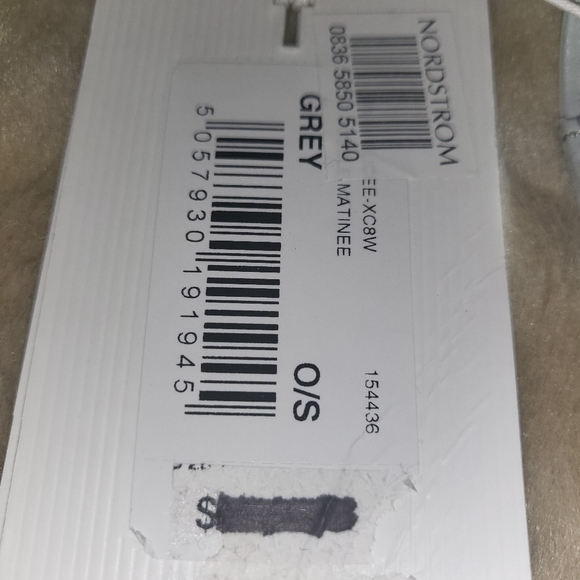 NORDSTROM
0836 5850 5140
EE-XC8W
154436
MATINEE
GREY
O/S
5 057930 191945
$